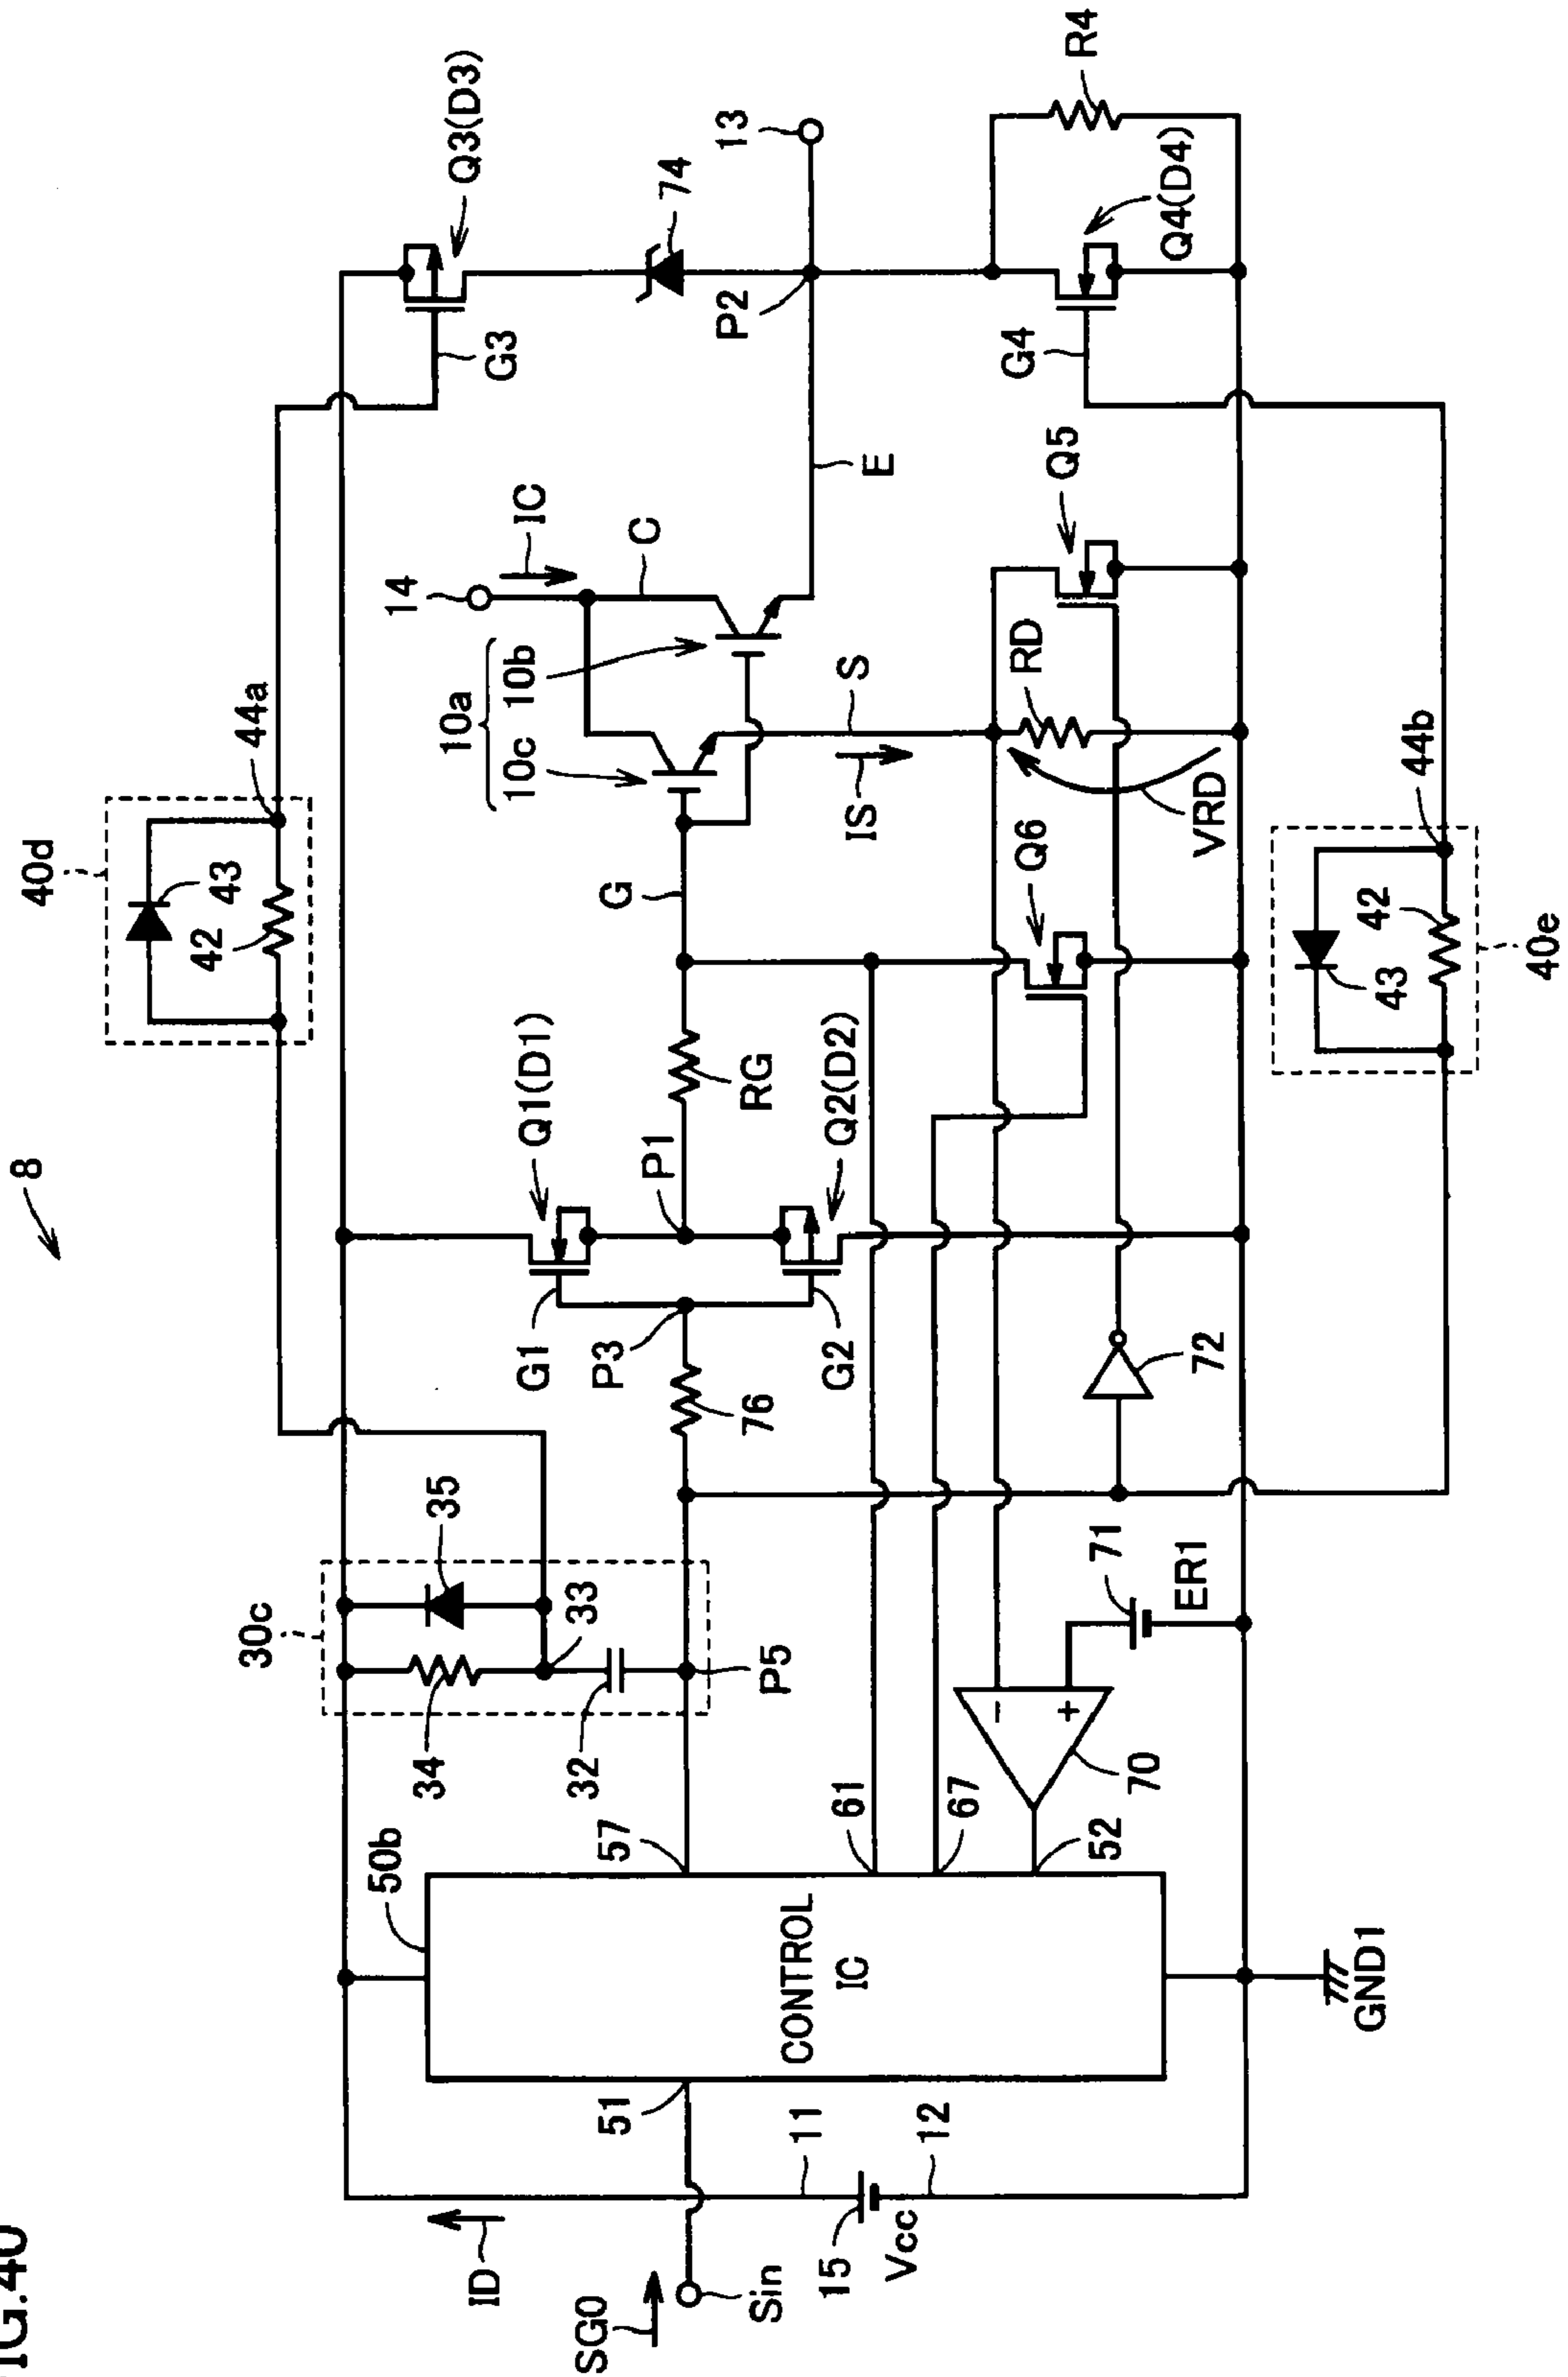 8
40d
43
42
44a
Q3(D3)
G3
74
13
P2
R4
Q4(D4)
G4
E
14
IC
C
10a
10c 10b
S
IS
Q5
RD
VRD
Q6
44b
42
43
40e
G
RG
Q1(D1)
P1
Q2(D2)
G1
P3
G2
76
72
30c
35
33
34
32
P5
71
ER1
70
50b
57
61
67
52
CONTROL
IC
51
GND1
11
12
15
Vcc
ID
SG0
Sin